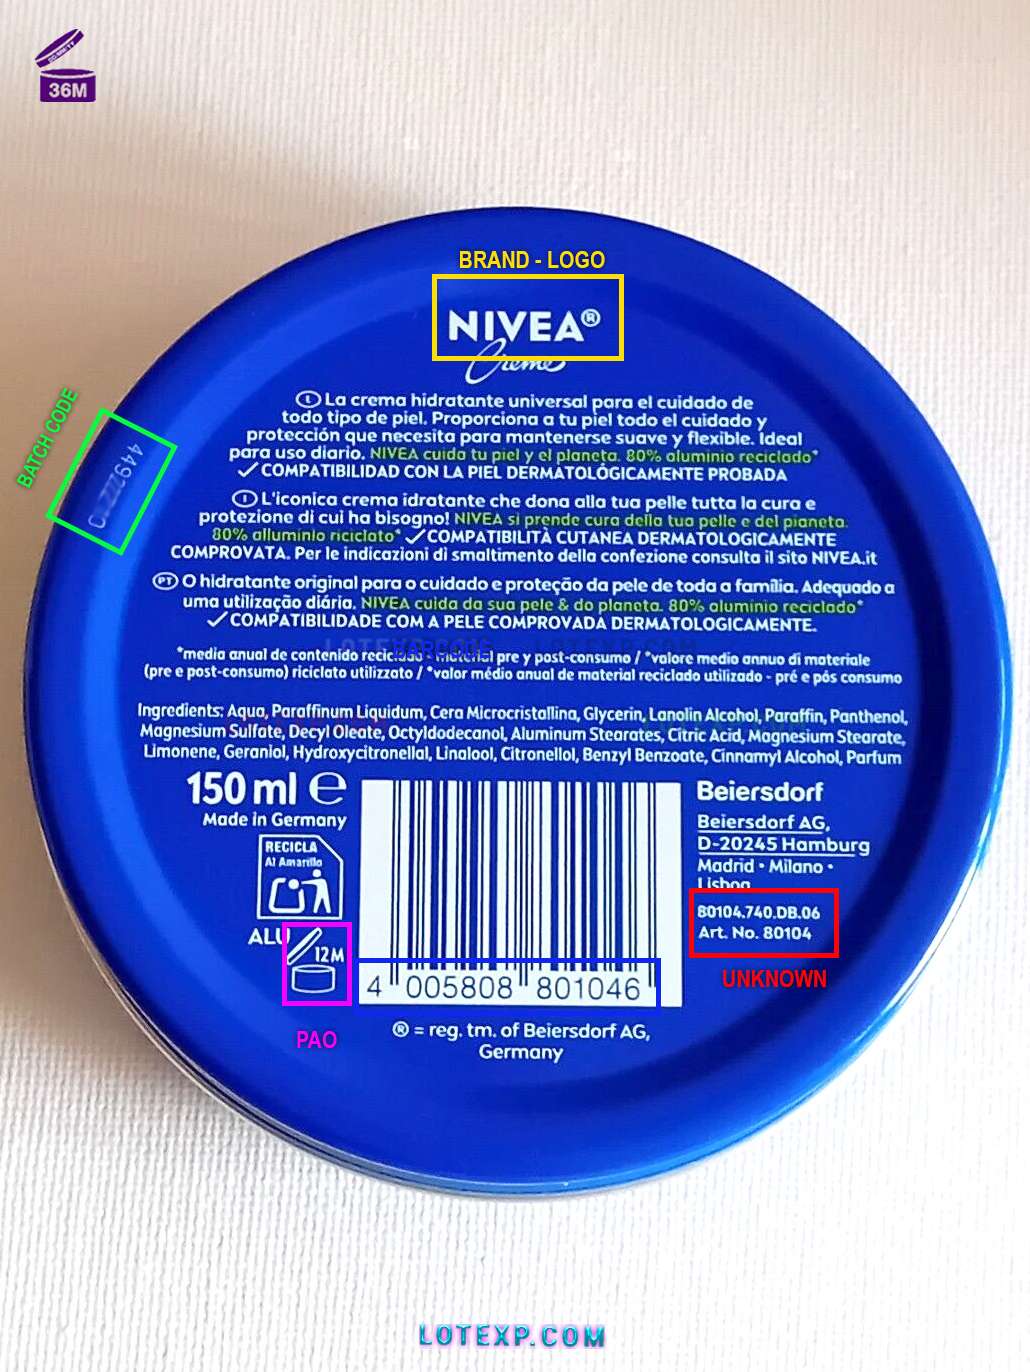 36M
BRAND - LOGO
NIVEA®
Creme
BATCH CODE
La crema hidratante universal para el cuidado de
todo tipo de piel. Proporciona a tu piel todo el cuidado y
protección que necesita para mantenerse suave y flexible. Ideal
para uso diario. NIVEA cuida tu piel y el planeta. 80% aluminio reciclado*
✓ COMPATIBILIDAD CON LA PIEL DERMATOLÓGICAMENTE PROBADA
I L'iconica crema idratante che dona alla tua pelle tutta la cura e
protezione di cui ha bisogno! NIVEA si prende cura della tua pelle e del pianeta.
80% alluminio riciclato* ✓ COMPATIBILITÀ CUTANEA DERMATOLOGICAMENTE
COMPROVATA. Per le indicazioni di smaltimento della confezione consulta il sito NIVEA.it
PT O hidratante original para o cuidado e proteção da pele de toda a família. Adequado a
uma utilização diária. NIVEA cuida da sua pele & do planeta. 80% alumínio reciclado*
✓ COMPATIBILIDADE COM A PELE COMPROVADA DERMATOLOGICAMENTE.
LOTEXP.COM
BARCODE
*media anual de contenido reciclado - material pre y post-consumo / *valore medio annuo di materiale
(pre e post-consumo) riciclato utilizzato / *valor médio anual de material reciclado utilizado - pré e pós consumo
Ingredients: Aqua, Paraffinum Liquidum, Cera Microcristallina, Glycerin, Lanolin Alcohol, Paraffin, Panthenol,
Magnesium Sulfate, Decyl Oleate, Octyldodecanol, Aluminum Stearates, Citric Acid, Magnesium Stearate,
Limonene, Geraniol, Hydroxycitronellal, Linalool, Citronellol, Benzyl Benzoate, Cinnamyl Alcohol, Parfum
150 ml e
Made in Germany
RECICLA
Al Amarillo
ALU
12M
PAO
4 005808 801046
Beiersdorf
Beiersdorf AG,
D-20245 Hamburg
Madrid • Milano •
Lisboa
80104.740.DB.06
Art. No. 80104
UNKNOWN
® = reg. tm. of Beiersdorf AG,
Germany
LOTEXP.COM